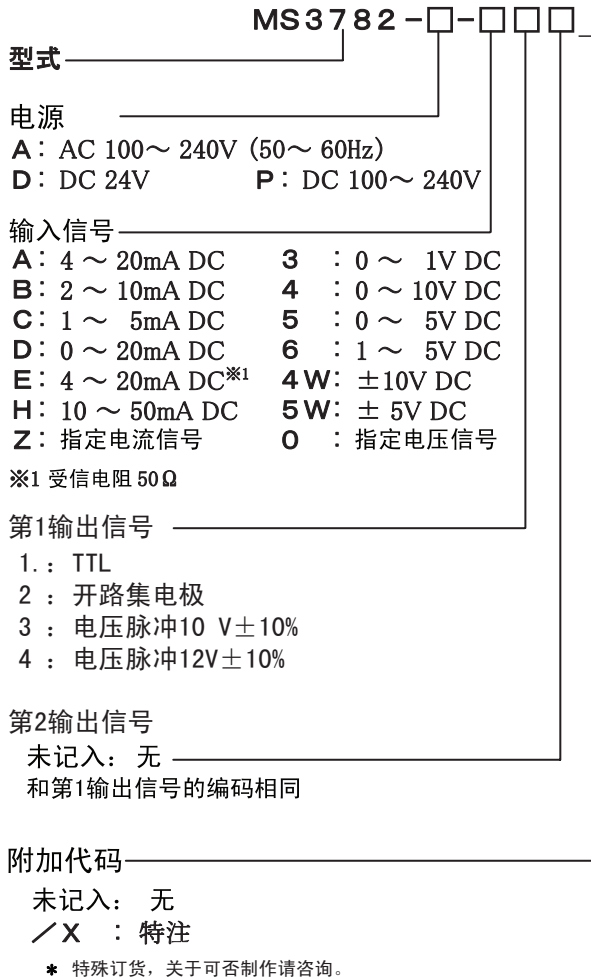 MS3782-□-□□□_
型式
电源
A：AC 100～240V (50～60Hz)
D：DC 24V P：DC 100～240V
输入信号
A：4～20mA DC 3 ：0～ 1V DC
B：2～10mA DC 4 ：0～10V DC
C：1～ 5mA DC 5 ：0～ 5V DC
D：0～20mA DC 6 ：1～ 5V DC
E：4～20mA DC※1 4W：±10V DC
H：10～50mA DC 5W：± 5V DC
Z：指定电流信号 0 ：指定电压信号
※1 受信电阻 50Ω
第1输出信号
1.：TTL
2 ：开路集电极
3 ：电压脉冲10 V±10%
4 ：电压脉冲12V±10%
第2输出信号
未记入： 无
和第1输出信号的编码相同
附加代码
未记入： 无
／X ：特注
* 特殊订货，关于可否制作请咨询。